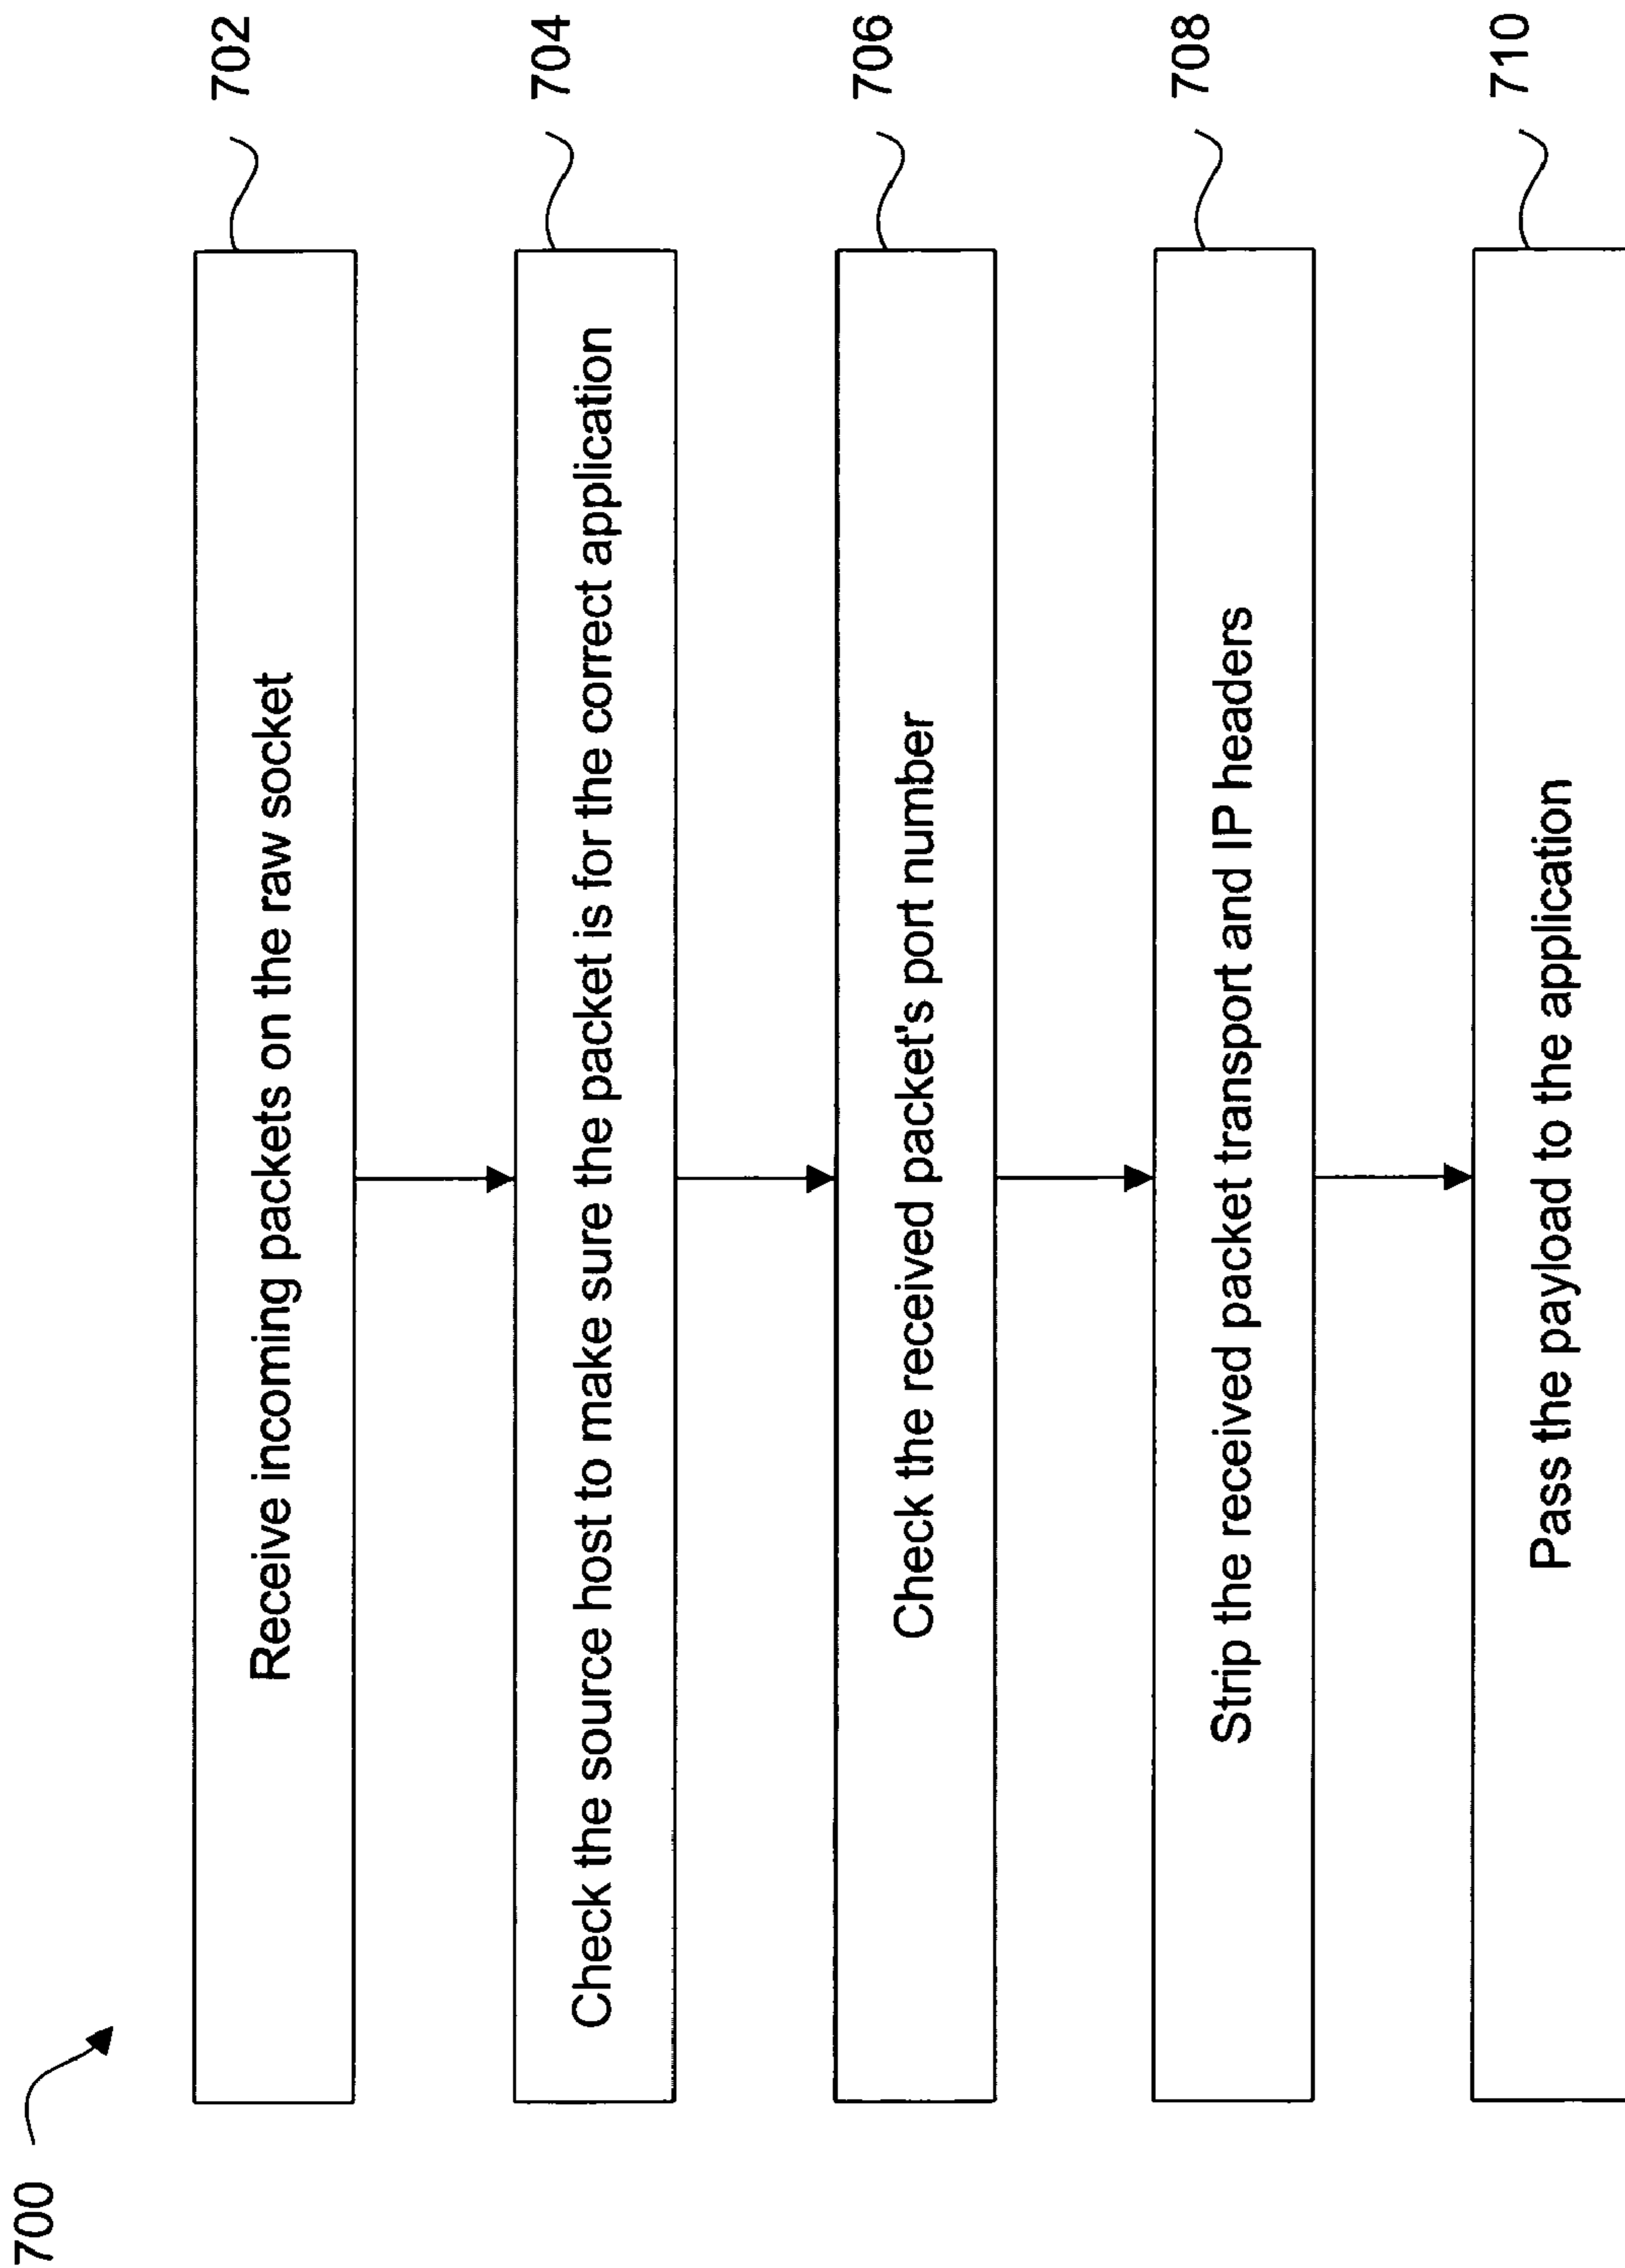 700
Receive incoming packets on the raw socket
702
Check the source host to make sure the packet is for the correct application
704
Check the received packet's port number
706
Strip the received packet transport and IP headers
708
Pass the payload to the application
710